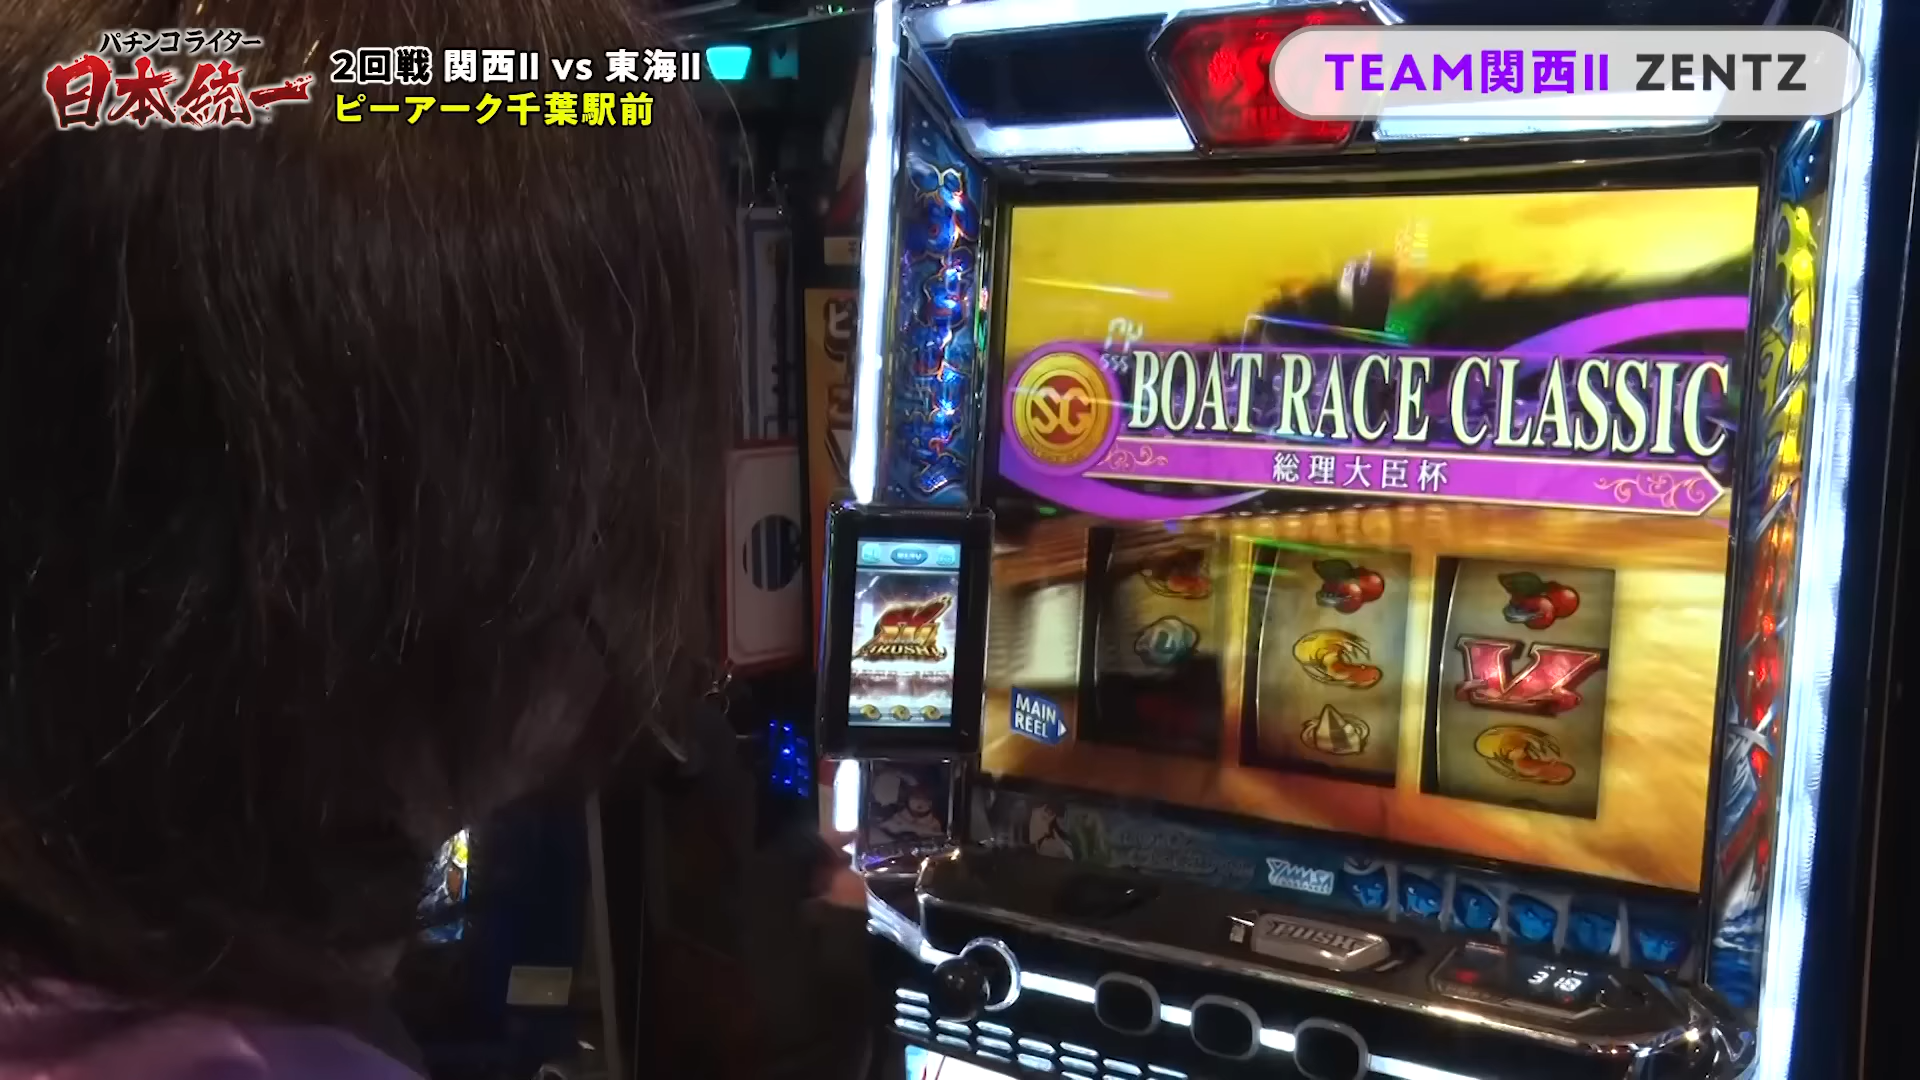 パチンコライター
日本統一
2回戦 関西II vs 東海II
ピーアーク千葉駅前
TEAM関西II ZENTZ
SG BOAT RACE CLASSIC
総理大臣杯
MAIN
REEL
V
PUSH